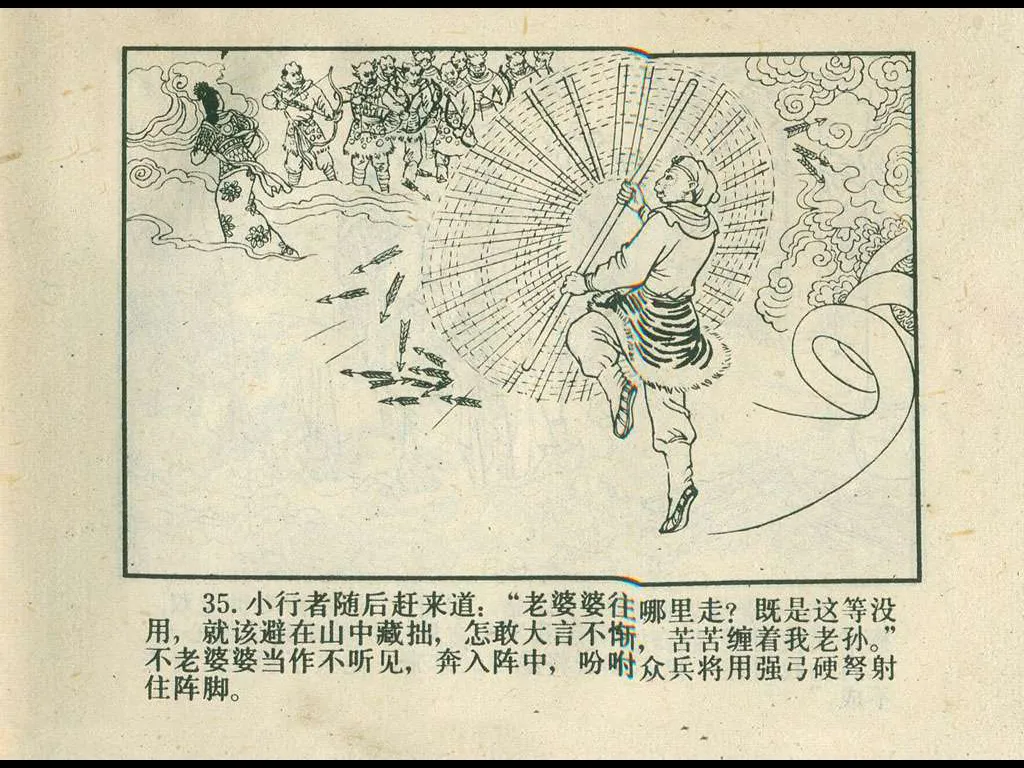 35. 小行者随后赶来道：“老婆婆往哪里走？既是这等没
用，就该避在山中藏拙，怎敢大言不惭，苦苦缠着我老孙。”
不老婆婆当作不听见，奔入阵中，吩咐众兵将用强弓硬弩射
住阵脚。